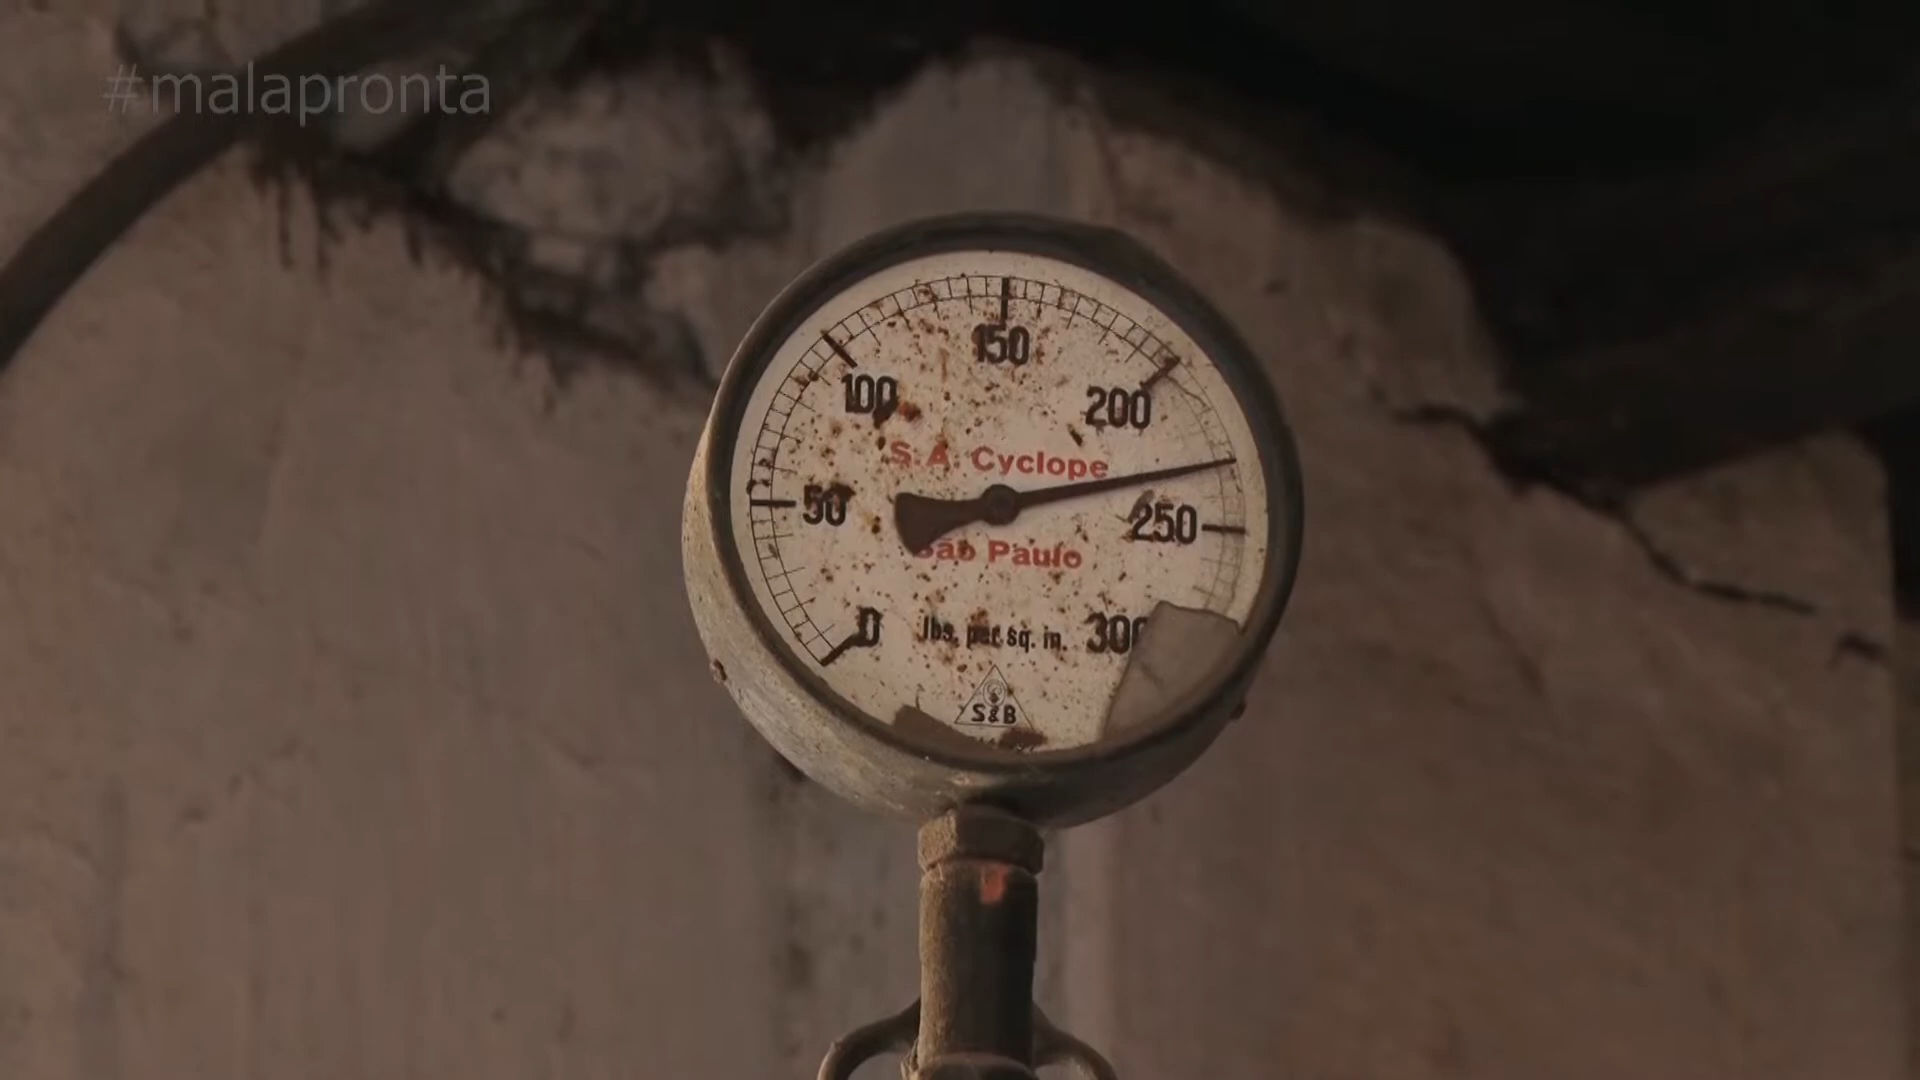 #malapronta
150
100
200
S.A. Cyclope
50
250
São Paulo
0
lbs. per sq. in.
300
S&B